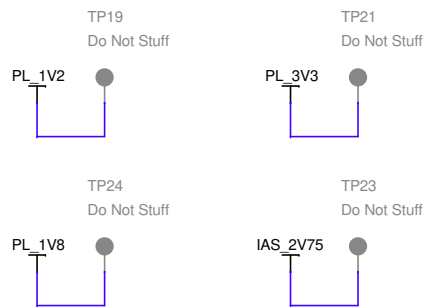 TP19
Do Not Stuff
PL_1V2
TP21
Do Not Stuff
PL_3V3
TP24
Do Not Stuff
PL_1V8
TP23
Do Not Stuff
IAS_2V75